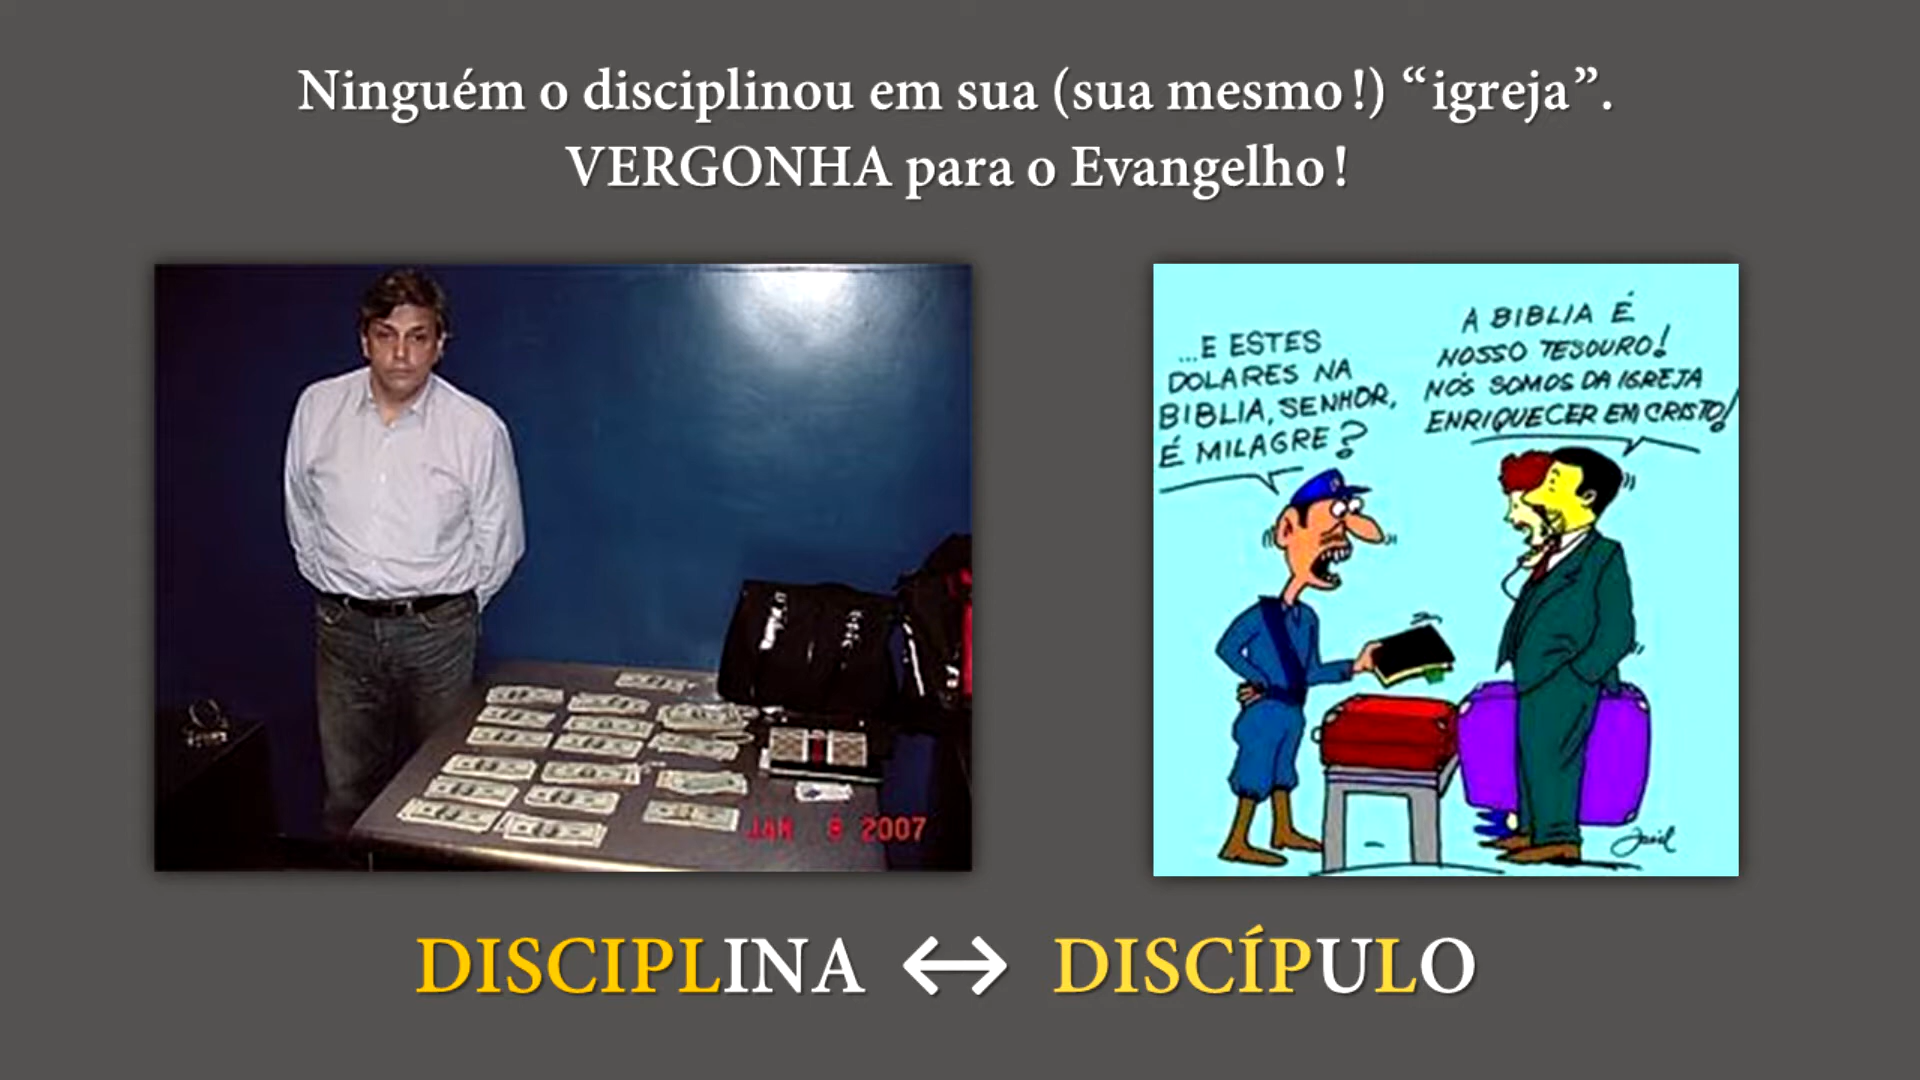 Ninguém o disciplinou em sua (sua mesmo!) “igreja”.
VERGONHA para o Evangelho!
JAN 8 2007
...E ESTES
DOLARES NA
BIBLIA, SENHOR,
É MILAGRE?
A BIBLIA É
NOSSO TESOURO!
NÓS SOMOS DA IGREJA
ENRIQUECER EM CRISTO!
DISCIPLINA ↔ DISCÍPULO